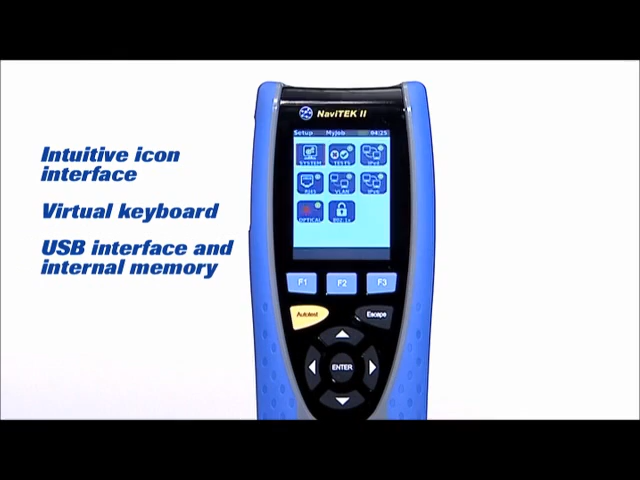 NaviTEK II
Setup MyJob 04:25
SYSTEM TESTS IPv4
RJ45 VLAN IPv6
OPTICAL 802.1x
Intuitive icon
interface
Virtual keyboard
USB interface and
internal memory
F1 F2 F3
Autotest Escape
ENTER